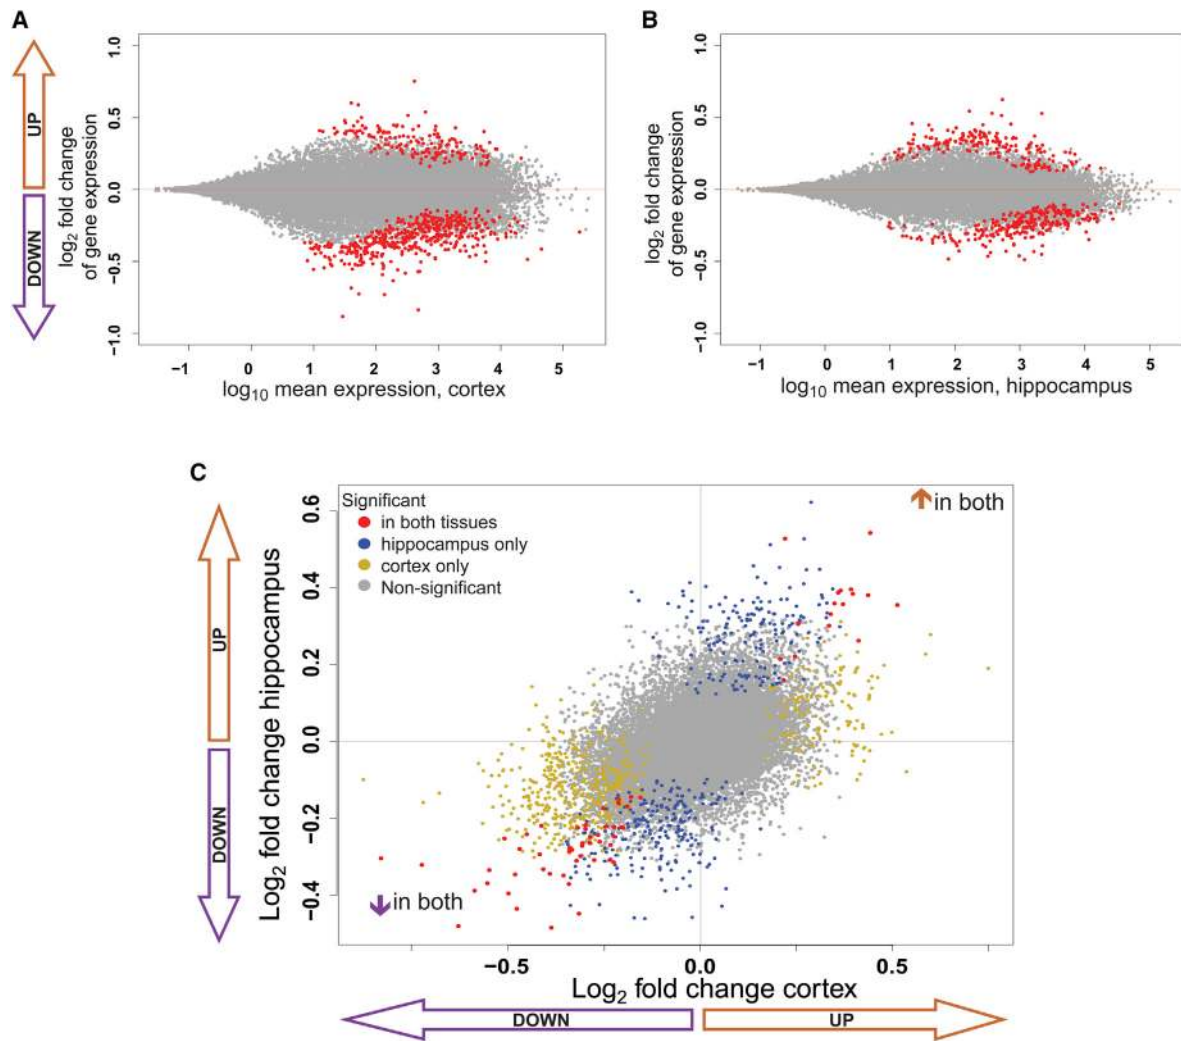 A
UP
DOWN
log2 fold change
of gene expression
1.0
0.5
0.0
−0.5
−1.0
−1 0 1 2 3 4 5
log10 mean expression, cortex
B
log2 fold change
of gene expression
1.0
0.5
0.0
−0.5
−1.0
−1 0 1 2 3 4 5
log10 mean expression, hippocampus
C
UP
DOWN
Log2 fold change hippocampus
0.6
0.4
0.2
0.0
−0.2
−0.4
Significant
in both tissues
hippocampus only
cortex only
Non-significant
in both
in both
−0.5 0.0 0.5
Log2 fold change cortex
DOWN UP